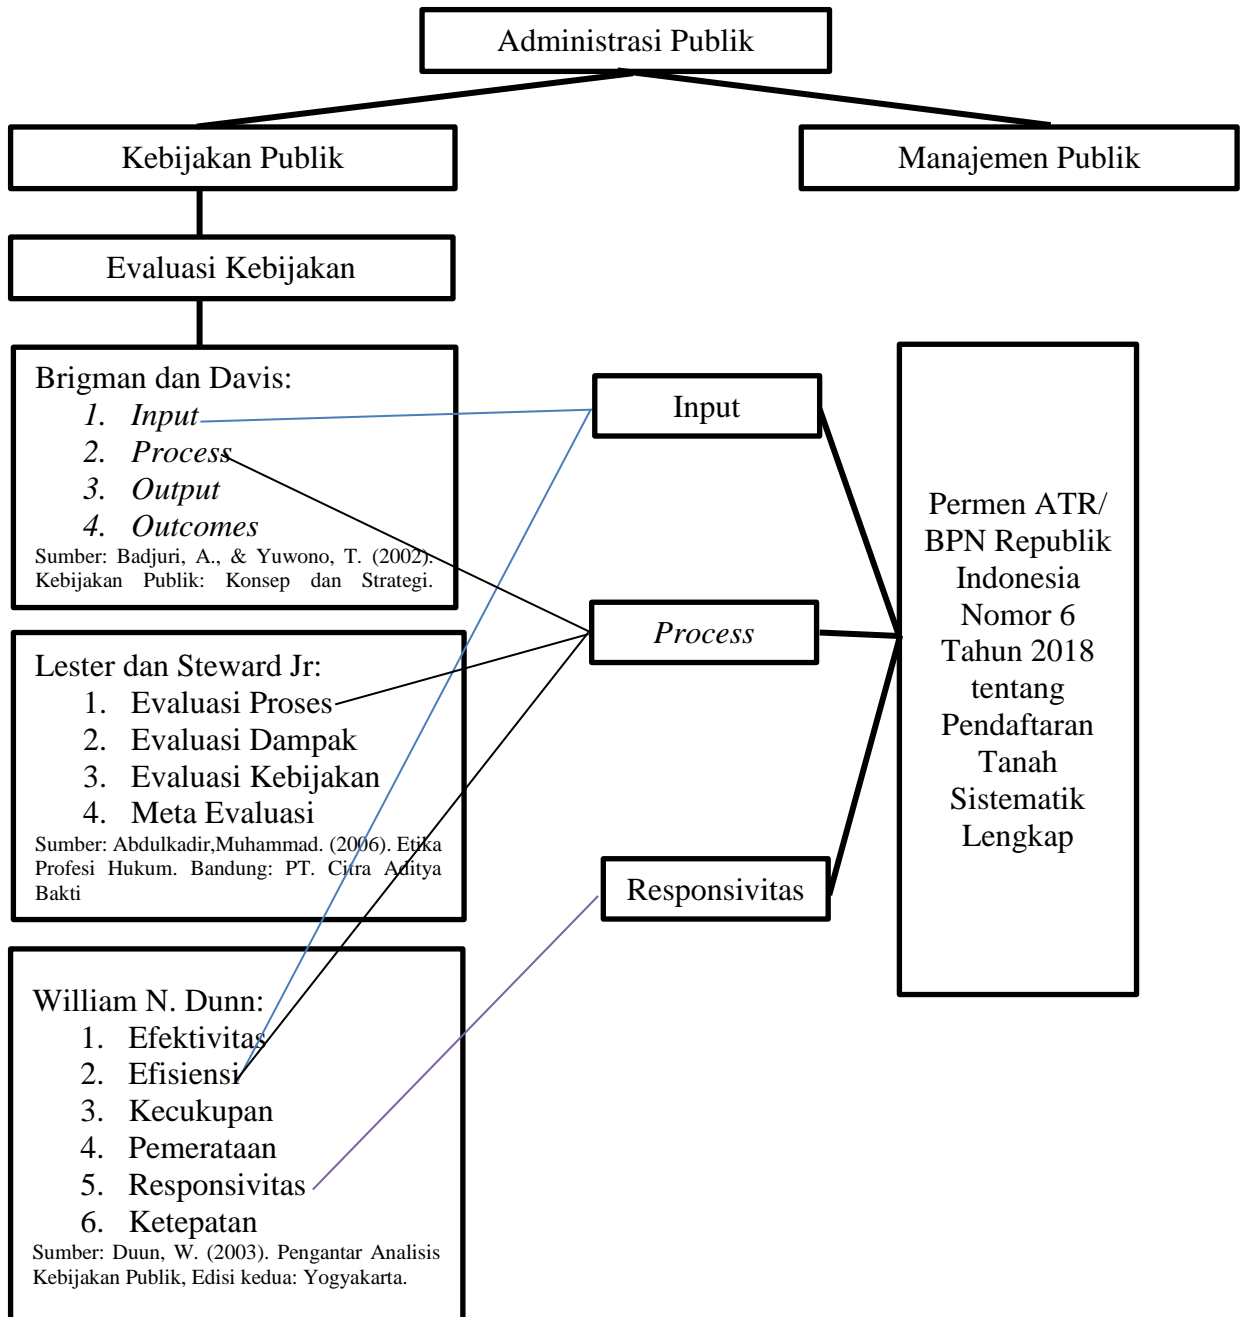 Administrasi Publik
Kebijakan Publik
Manajemen Publik
Evaluasi Kebijakan
Brigman dan Davis:
1. Input
2. Process
3. Output
4. Outcomes
Sumber: Badjuri, A., & Yuwono, T. (2002).
Kebijakan Publik: Konsep dan Strategi.
Lester dan Steward Jr:
1. Evaluasi Proses
2. Evaluasi Dampak
3. Evaluasi Kebijakan
4. Meta Evaluasi
Sumber: Abdulkadir,Muhammad. (2006). Etika
Profesi Hukum. Bandung: PT. Citra Aditya
Bakti
William N. Dunn:
1. Efektivitas
2. Efisiensi
3. Kecukupan
4. Pemerataan
5. Responsivitas
6. Ketepatan
Sumber: Duun, W. (2003). Pengantar Analisis
Kebijakan Publik, Edisi kedua: Yogyakarta.
Input
Process
Responsivitas
Permen ATR/
BPN Republik
Indonesia
Nomor 6
Tahun 2018
tentang
Pendaftaran
Tanah
Sistematik
Lengkap